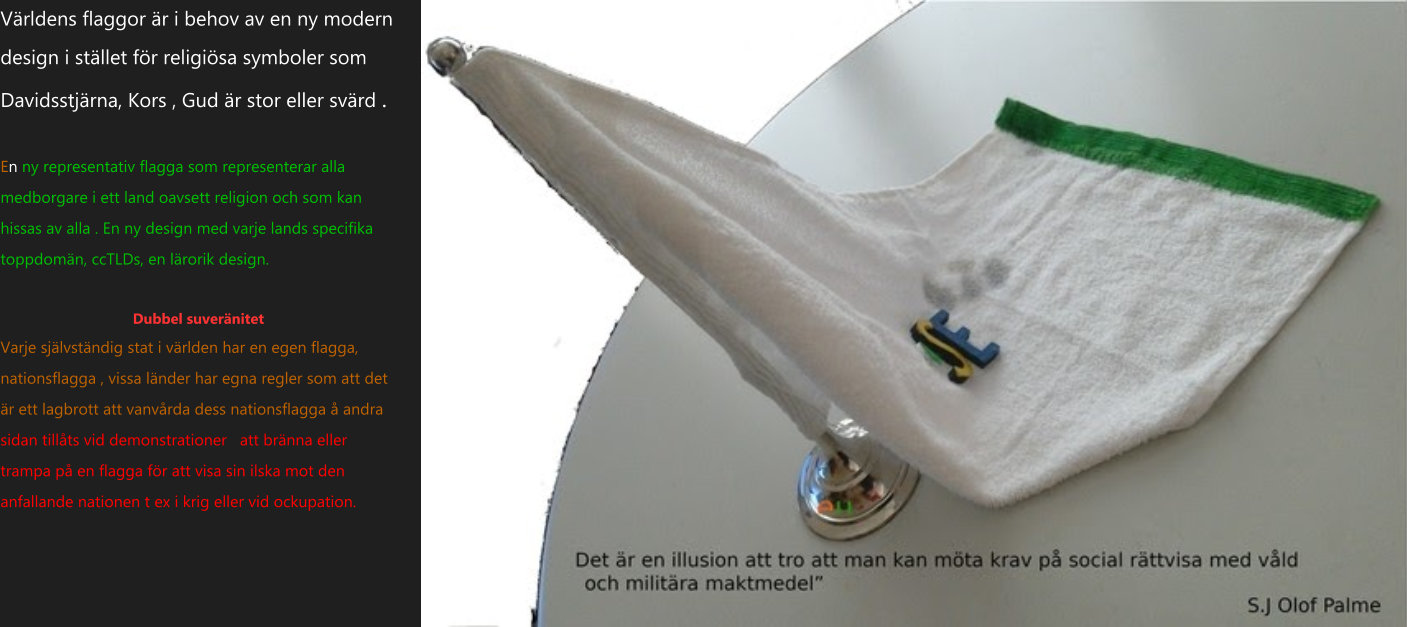 Världens flaggor är i behov av en ny modern
design i stället för religiösa symboler som
Davidsstjärna, Kors , Gud är stor eller svärd .
En ny representativ flagga som representerar alla
medborgare i ett land oavsett religion och som kan
hissas av alla . En ny design med varje lands specifika
toppdomän, ccTLDs, en lärorik design.
Dubbel suveränitet
Varje självständig stat i världen har en egen flagga,
nationsflagga , vissa länder har egna regler som att det
är ett lagbrott att vanvårda dess nationsflagga å andra
sidan tillåts vid demonstrationer att bränna eller
trampa på en flagga för att visa sin ilska mot den
anfallande nationen t ex i krig eller vid ockupation.
SE
eu
Det är en illusion att tro att man kan möta krav på social rättvisa med våld
och militära maktmedel”
S.J Olof Palme